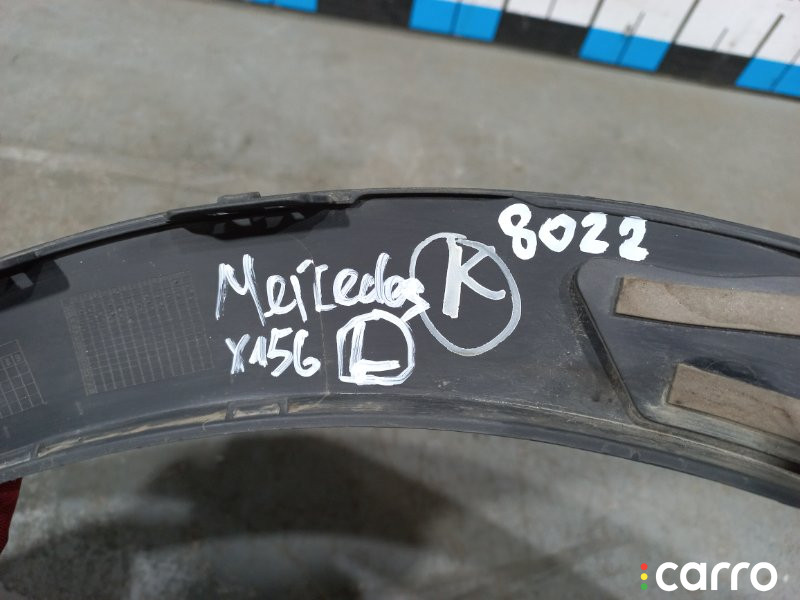 8022
Mercedes K
X156 L
carro